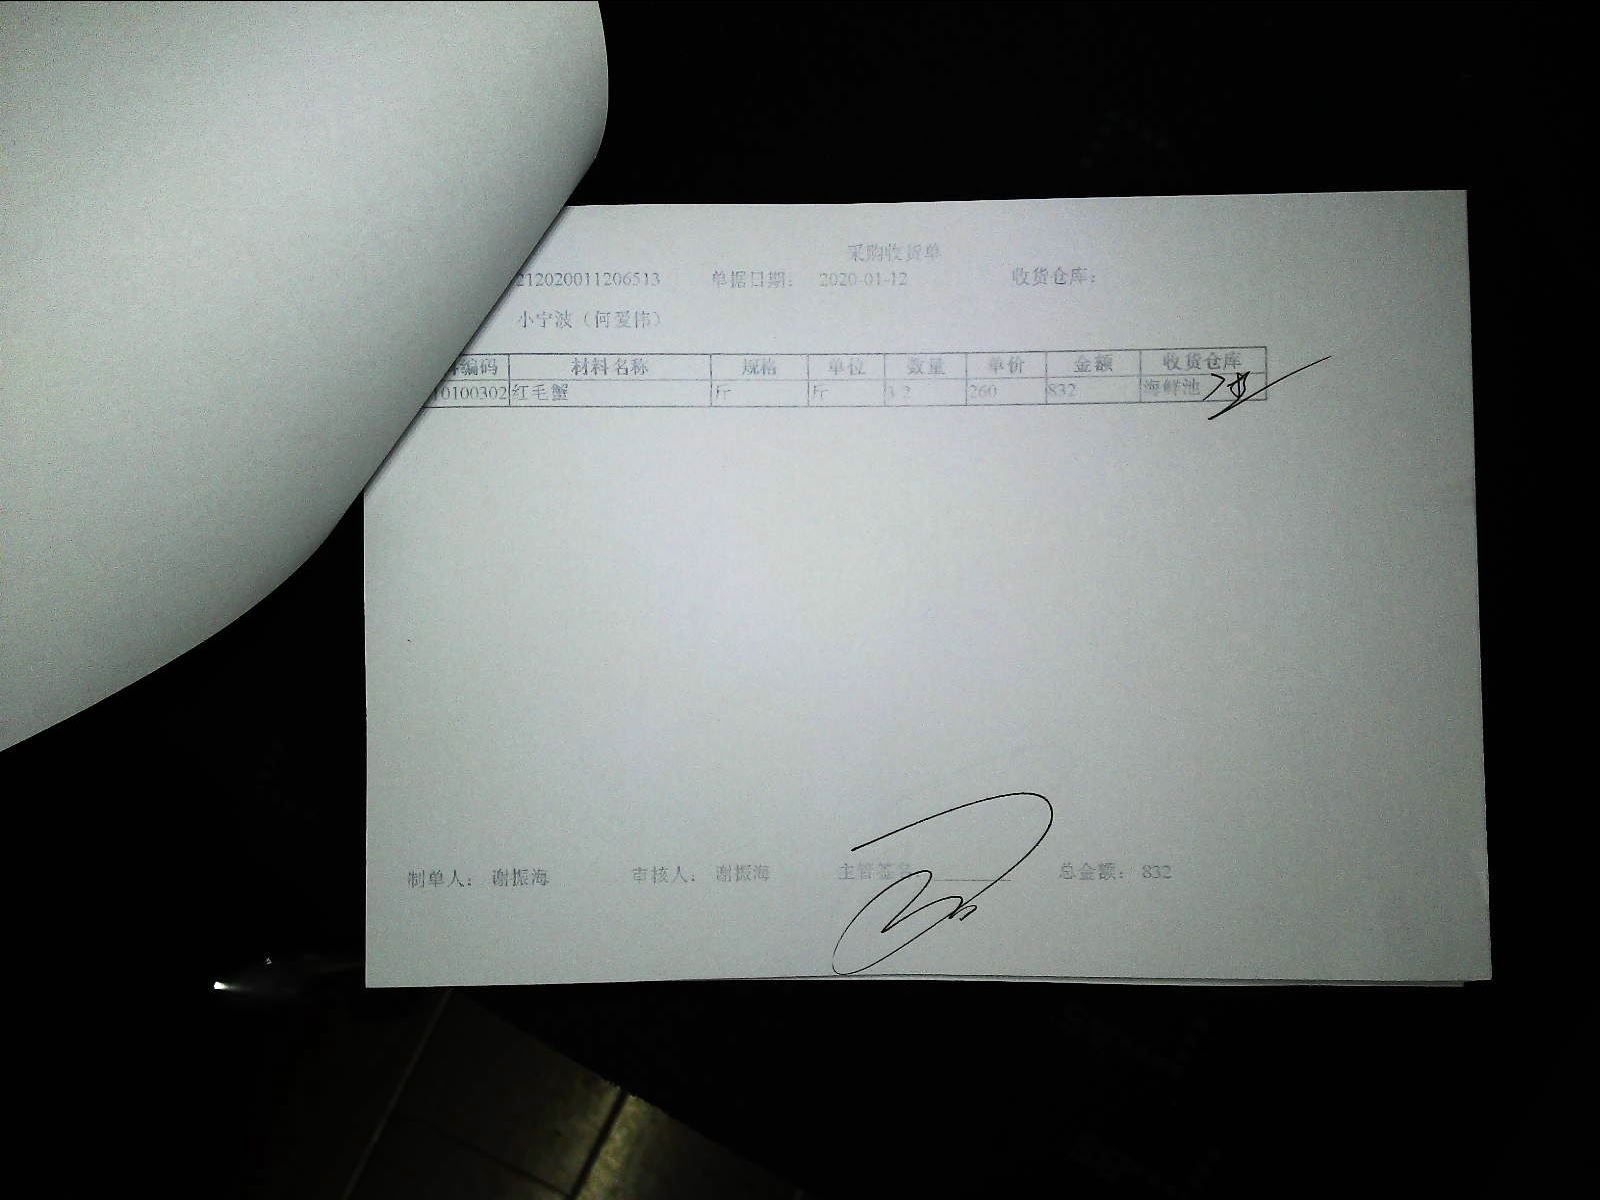 采购收货单
212020011206513 单据日期： 2020-01-12 收货仓库：
小宁波（何爱伟）
编码 材料名称 规格 单位 数量 单价 金额 收货仓库
0100302 红毛蟹 斤 斤 3.2 260 832 海鲜池
制单人： 谢振海 审核人： 谢振海 主管签名 总金额： 832